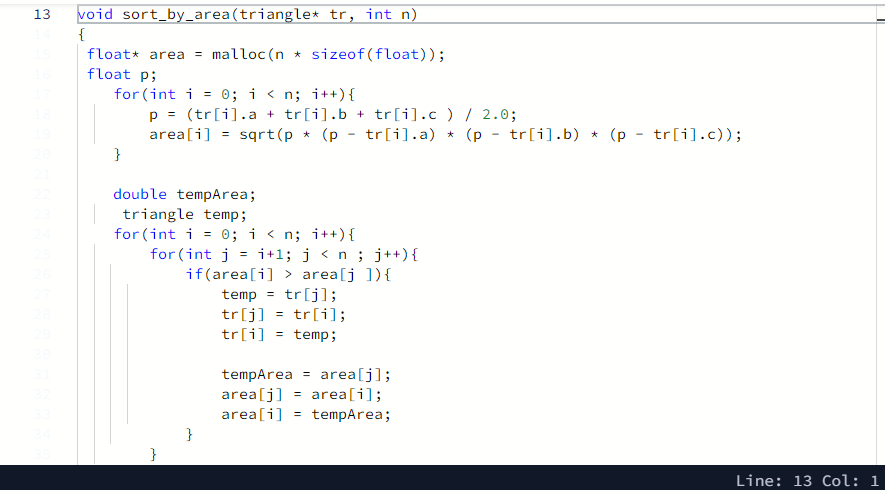 13 void sort_by_area(triangle* tr, int n)
14 {
15 float* area = malloc(n * sizeof(float));
16 float p;
17 for(int i = 0; i < n; i++){
18 p = (tr[i].a + tr[i].b + tr[i].c ) / 2.0;
19 area[i] = sqrt(p * (p - tr[i].a) * (p - tr[i].b) * (p - tr[i].c));
20 }
21
22 double tempArea;
23 triangle temp;
24 for(int i = 0; i < n; i++){
25 for(int j = i+1; j < n ; j++){
26 if(area[i] > area[j ]){
27 temp = tr[j];
28 tr[j] = tr[i];
29 tr[i] = temp;
30
31 tempArea = area[j];
32 area[j] = area[i];
33 area[i] = tempArea;
34 }
35 }
Line: 13 Col: 1